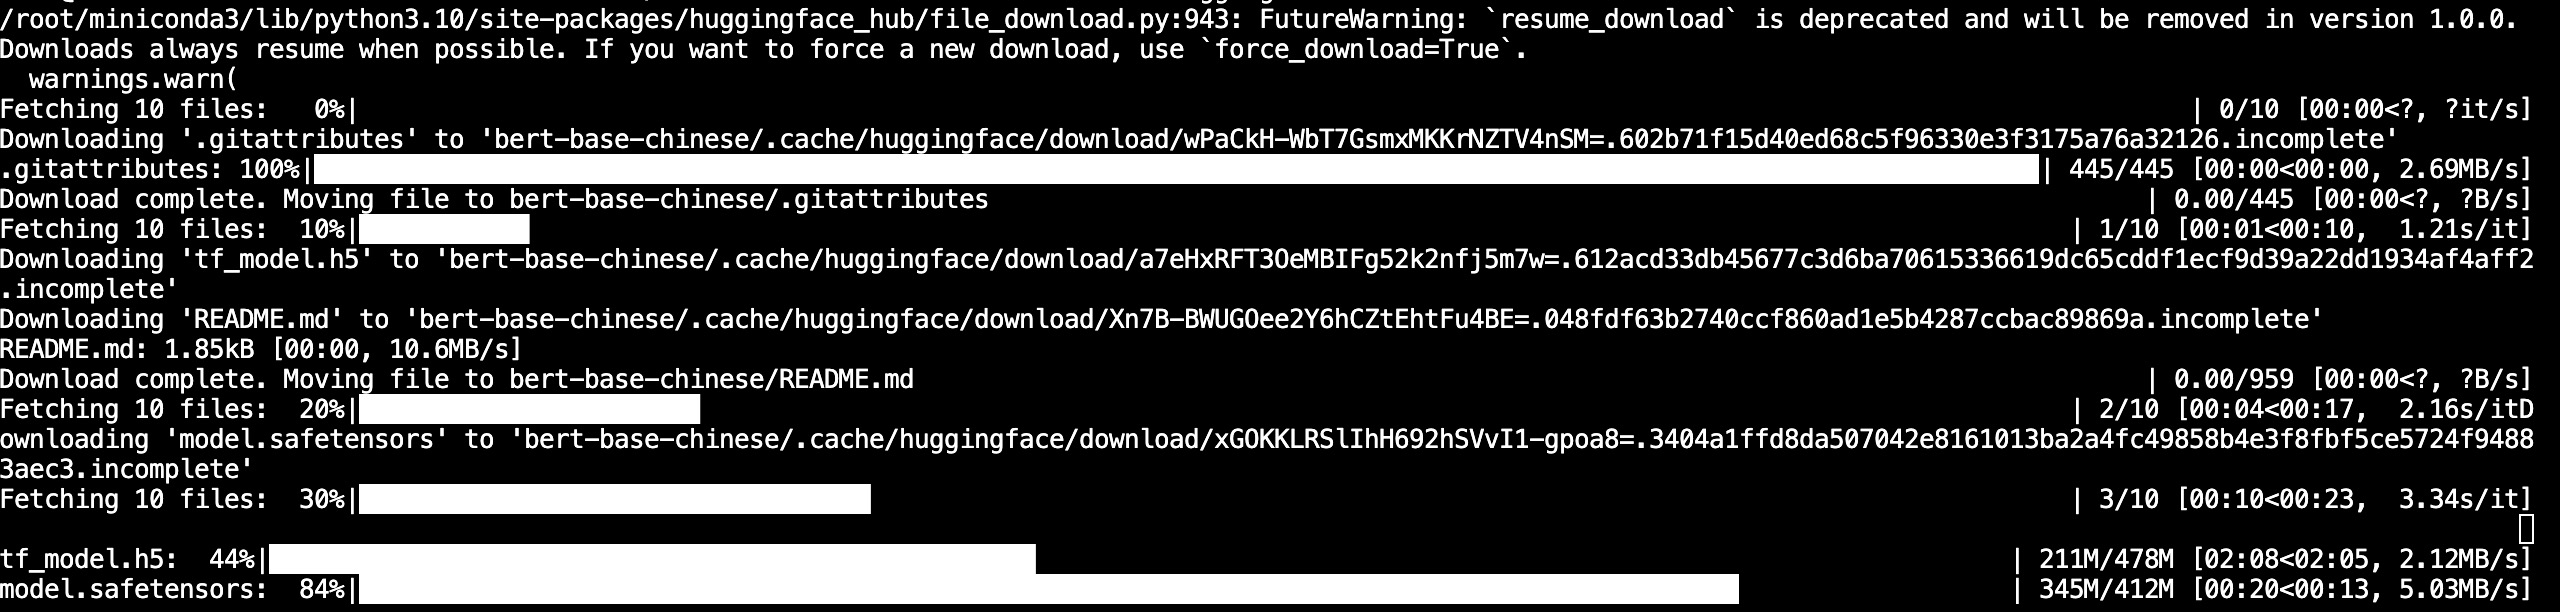 /root/miniconda3/lib/python3.10/site-packages/huggingface_hub/file_download.py:943: FutureWarning: `resume_download` is deprecated and will be removed in version 1.0.0.
Downloads always resume when possible. If you want to force a new download, use `force_download=True`.
  warnings.warn(
Fetching 10 files:   0%| | 0/10 [00:00<?, ?it/s]
Downloading '.gitattributes' to 'bert-base-chinese/.cache/huggingface/download/wPaCkH-WbT7GsmxMKKrNZTV4nSM=.602b71f15d40ed68c5f96330e3f3175a76a32126.incomplete'
.gitattributes: 100%| | 445/445 [00:00<00:00, 2.69MB/s]
Download complete. Moving file to bert-base-chinese/.gitattributes | 0.00/445 [00:00<?, ?B/s]
Fetching 10 files:  10%| | 1/10 [00:01<00:10,  1.21s/it]
Downloading 'tf_model.h5' to 'bert-base-chinese/.cache/huggingface/download/a7eHxRFT3OeMBIFg52k2nfj5m7w=.612acd33db45677c3d6ba70615336619dc65cddf1ecf9d39a22dd1934af4aff2
.incomplete'
Downloading 'README.md' to 'bert-base-chinese/.cache/huggingface/download/Xn7B-BWUGOee2Y6hCZtEhtFu4BE=.048fdf63b2740ccf860ad1e5b4287ccbac89869a.incomplete'
README.md: 1.85kB [00:00, 10.6MB/s]
Download complete. Moving file to bert-base-chinese/README.md | 0.00/959 [00:00<?, ?B/s]
Fetching 10 files:  20%| | 2/10 [00:04<00:17,  2.16s/itD
ownloading 'model.safetensors' to 'bert-base-chinese/.cache/huggingface/download/xGOKKLRSlIhH692hSVvI1-gpoa8=.3404a1ffd8da507042e8161013ba2a4fc49858b4e3f8fbf5ce5724f9488
3aec3.incomplete'
Fetching 10 files:  30%| | 3/10 [00:10<00:23,  3.34s/it]
tf_model.h5:  44%| | 211M/478M [02:08<02:05, 2.12MB/s]
model.safetensors:  84%| | 345M/412M [00:20<00:13, 5.03MB/s]